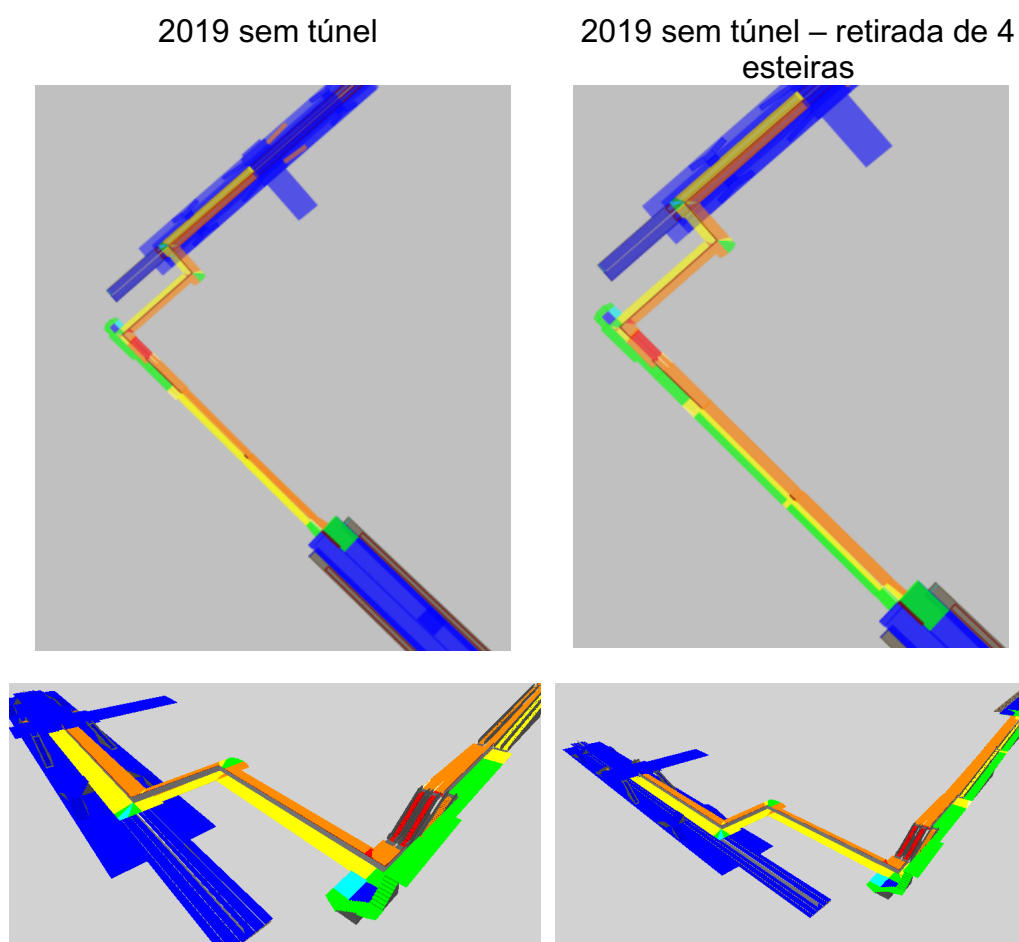 2019 sem túnel
2019 sem túnel – retirada de 4
esteiras